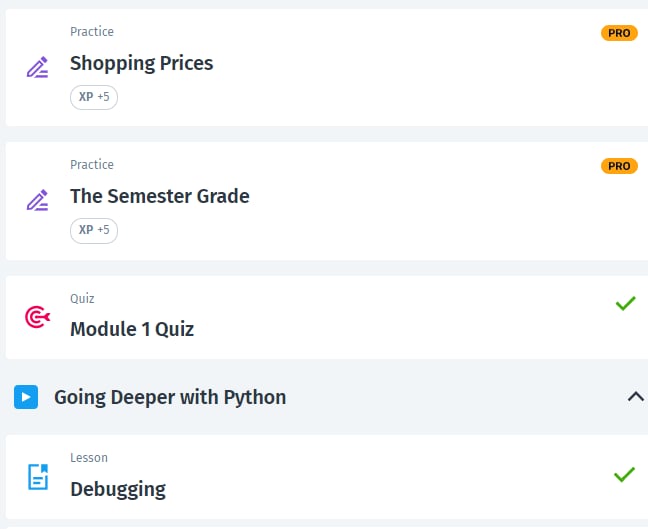 Practice
PRO
Shopping Prices
XP +5
Practice
PRO
The Semester Grade
XP +5
Quiz
Module 1 Quiz
Going Deeper with Python
Lesson
Debugging